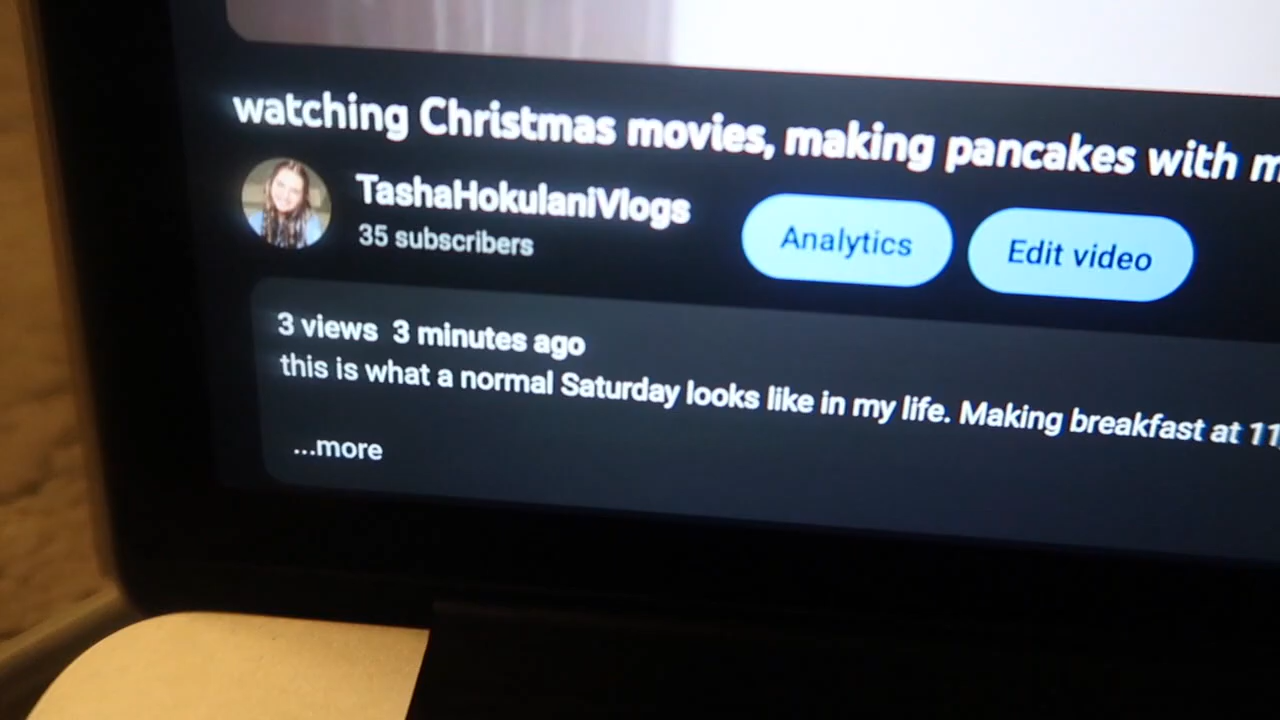 watching Christmas movies, making pancakes with
TashaHokulaniVlogs
35 subscribers
Analytics
Edit video
3 views 3 minutes ago
this is what a normal Saturday looks like in my life. Making breakfast at 11
...more